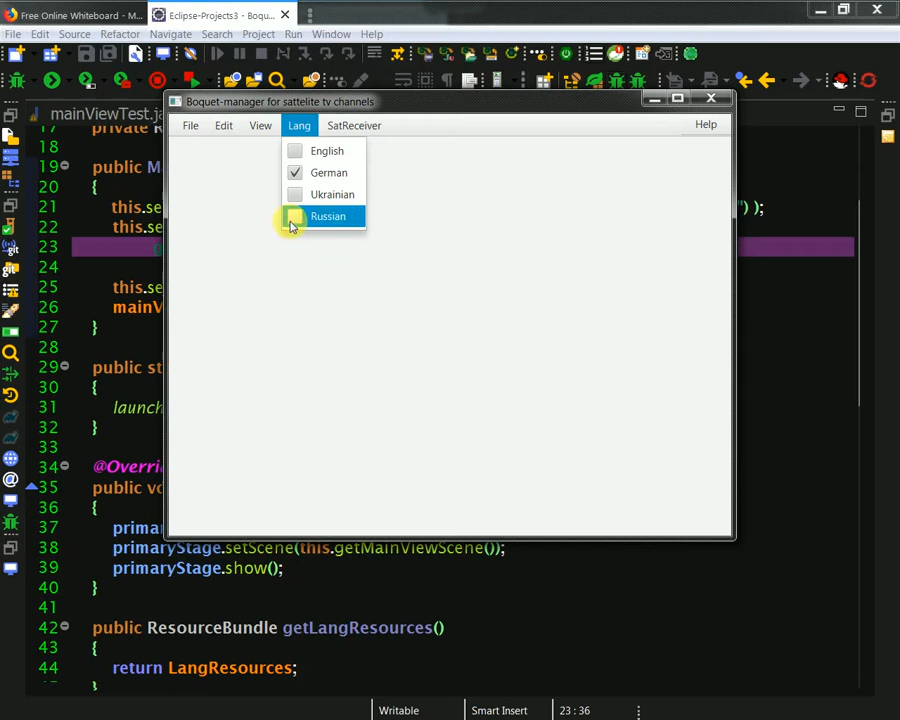 Free Online Whiteboard - M...
Eclipse-Projects3 - Boqu...
File Edit Source Refactor Navigate Search Project Run Window Help
mainViewTest.ja
Boquet-manager for sattelite tv channels
File Edit View Lang SatReceiver Help
English
German
Ukrainian
Russian
17 private R
18
19 public M
20 {
21 this.se ");
22 this.se
23
24
25 this.se
26 mainV
27 }
28
29 public st
30 {
31 launch
32 }
33
34 @Overri
35 public vo
36 {
37 prima
38 primaryStage.setScene(this.getMainViewScene());
39 primaryStage.show();
40 }
41
42 public ResourceBundle getLangResources()
43 {
44 return LangResources;
}
Writable Smart Insert 23 : 36